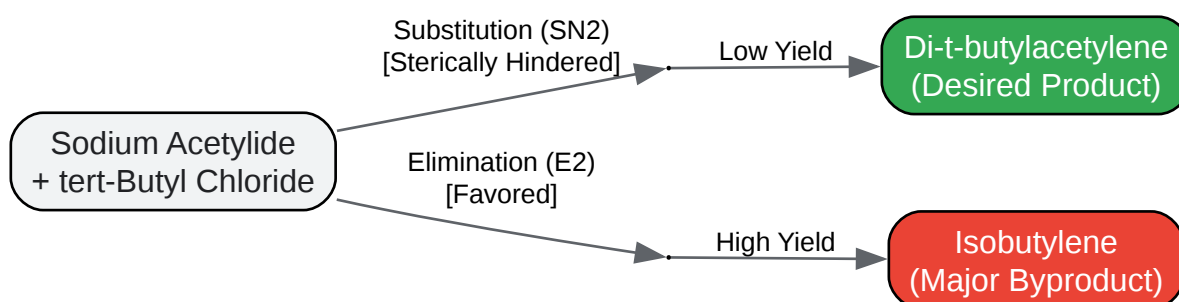 Substitution (SN2)
[Sterically Hindered]
Low Yield
Di-t-butylacetylene
(Desired Product)
Sodium Acetylide
+ tert-Butyl Chloride
Elimination (E2)
[Favored]
High Yield
Isobutylene
(Major Byproduct)